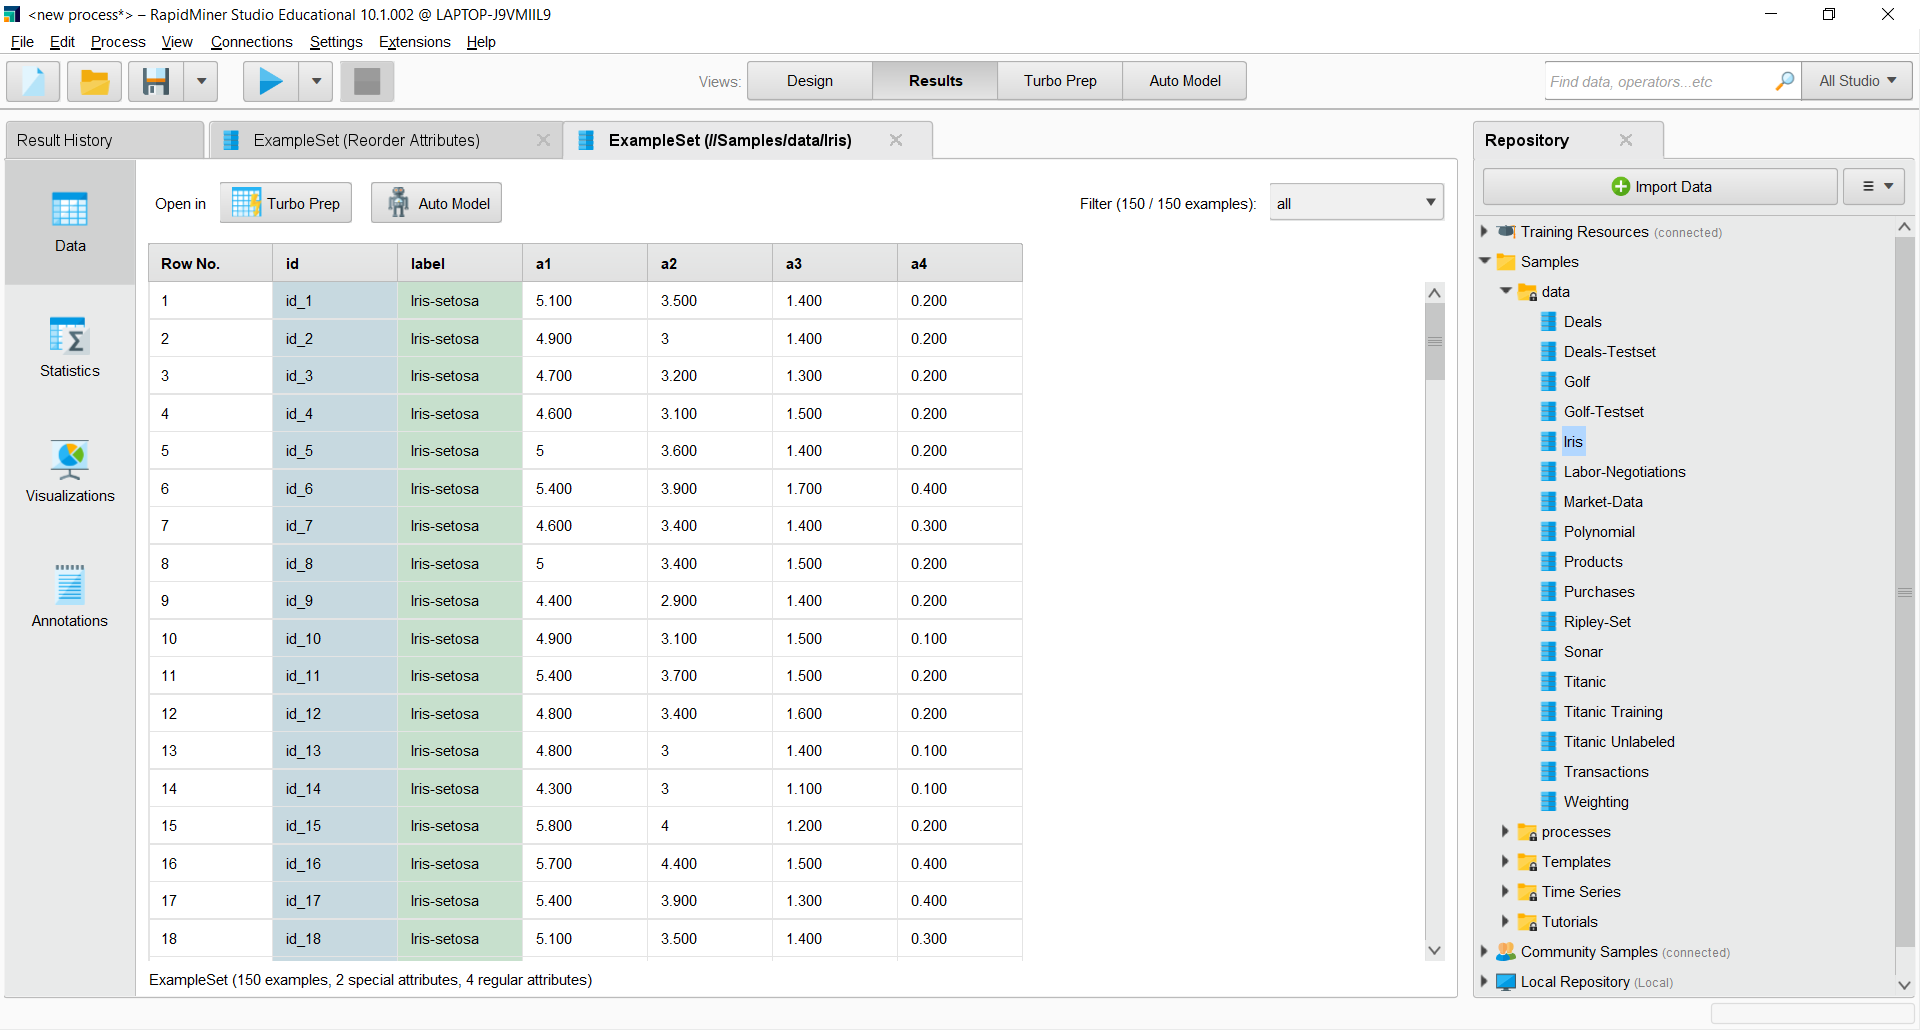 <new process*> – RapidMiner Studio Educational 10.1.002 @ LAPTOP-J9VMIIL9
File Edit Process View Connections Settings Extensions Help
Views: Design Results Turbo Prep Auto Model
Find data, operators...etc All Studio
Result History
ExampleSet (Reorder Attributes)
ExampleSet (//Samples/data/Iris)
Data
Statistics
Visualizations
Annotations
Open in Turbo Prep Auto Model
Filter (150 / 150 examples): all
Row No. id label a1 a2 a3 a4
1 id_1 Iris-setosa 5.100 3.500 1.400 0.200
2 id_2 Iris-setosa 4.900 3 1.400 0.200
3 id_3 Iris-setosa 4.700 3.200 1.300 0.200
4 id_4 Iris-setosa 4.600 3.100 1.500 0.200
5 id_5 Iris-setosa 5 3.600 1.400 0.200
6 id_6 Iris-setosa 5.400 3.900 1.700 0.400
7 id_7 Iris-setosa 4.600 3.400 1.400 0.300
8 id_8 Iris-setosa 5 3.400 1.500 0.200
9 id_9 Iris-setosa 4.400 2.900 1.400 0.200
10 id_10 Iris-setosa 4.900 3.100 1.500 0.100
11 id_11 Iris-setosa 5.400 3.700 1.500 0.200
12 id_12 Iris-setosa 4.800 3.400 1.600 0.200
13 id_13 Iris-setosa 4.800 3 1.400 0.100
14 id_14 Iris-setosa 4.300 3 1.100 0.100
15 id_15 Iris-setosa 5.800 4 1.200 0.200
16 id_16 Iris-setosa 5.700 4.400 1.500 0.400
17 id_17 Iris-setosa 5.400 3.900 1.300 0.400
18 id_18 Iris-setosa 5.100 3.500 1.400 0.300
ExampleSet (150 examples, 2 special attributes, 4 regular attributes)
Repository
Import Data
Training Resources (connected)
Samples
data
Deals
Deals-Testset
Golf
Golf-Testset
Iris
Labor-Negotiations
Market-Data
Polynomial
Products
Purchases
Ripley-Set
Sonar
Titanic
Titanic Training
Titanic Unlabeled
Transactions
Weighting
processes
Templates
Time Series
Tutorials
Community Samples (connected)
Local Repository (Local)